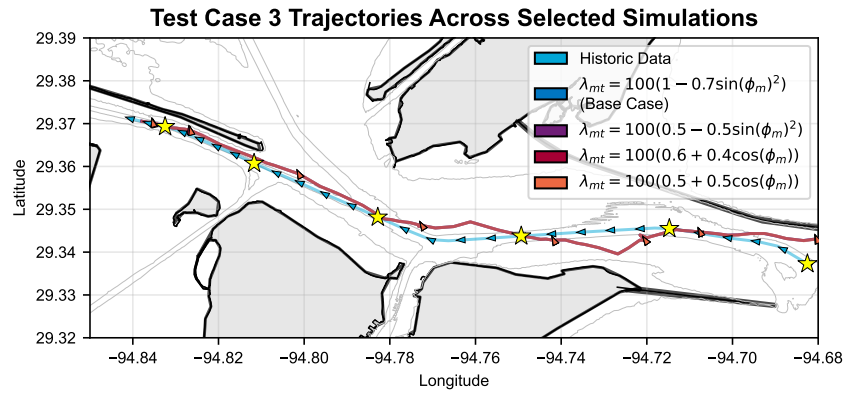 Test Case 3 Trajectories Across Selected Simulations
29.39
29.38
29.37
29.36
29.35
29.34
29.33
29.32
Latitude
Historic Data
λmt = 100(1 − 0.7sin(ϕm)²)
(Base Case)
λmt = 100(0.5 − 0.5sin(ϕm)²)
λmt = 100(0.6 + 0.4cos(ϕm))
λmt = 100(0.5 + 0.5cos(ϕm))
−94.84 −94.82 −94.80 −94.78 −94.76 −94.74 −94.72 −94.70 −94.68
Longitude